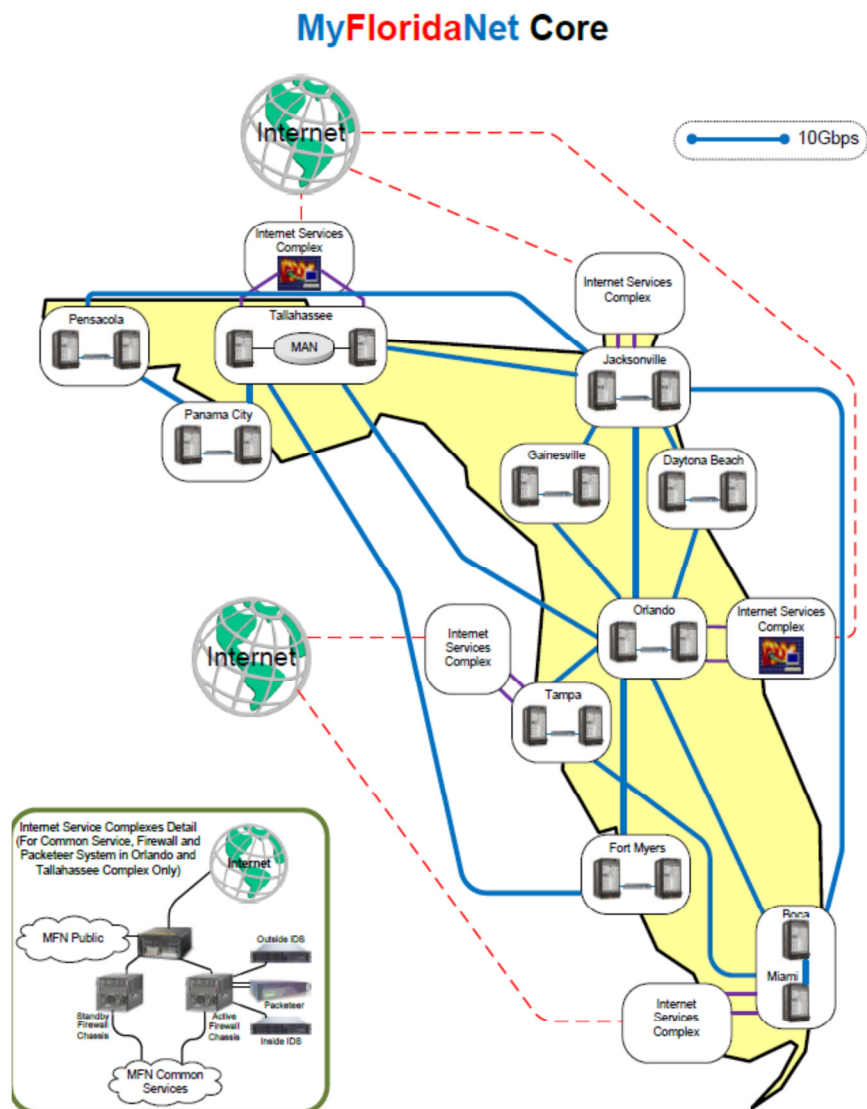 MyFloridaNet Core
Internet
10Gbps
Internet Services
Complex
Internet Services
Complex
Pensacola
Tallahassee
MAN
Jacksonville
Panama City
Gainesville
Daytona Beach
Internet
Internet
Services
Complex
Orlando
Internet Services
Complex
Tampa
Internet Service Complexes Detail
(For Common Service, Firewall and
Packeteer System in Orlando and
Tallahassee Complex Only)
Internet
MFN Public
Outside IDS
Packeteer
Inside IDS
Standby
Firewall
Chassis
Active
Firewall
Chassis
MFN Common
Services
Fort Myers
Boca
Miami
Internet
Services
Complex